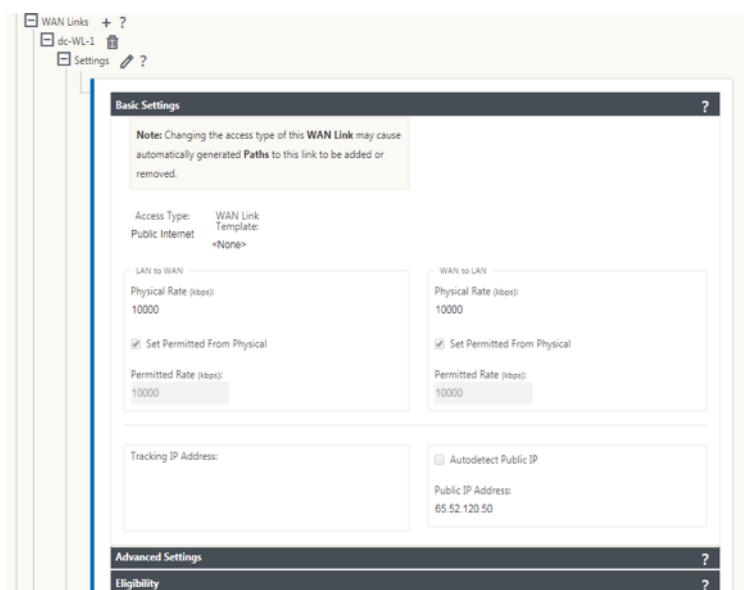 WAN Links + ?
dc-WL-1
Settings ?
Basic Settings ?
Note: Changing the access type of this WAN Link may cause
automatically generated Paths to this link to be added or
removed.
Access Type: WAN Link
Template:
Public Internet
<None>
LAN to WAN WAN to LAN
Physical Rate (kbps): Physical Rate (kbps):
10000 10000
Set Permitted From Physical Set Permitted From Physical
Permitted Rate (kbps): Permitted Rate (kbps):
10000 10000
Tracking IP Address: Autodetect Public IP
Public IP Address:
65.52.120.50
Advanced Settings ?
Eligibility ?